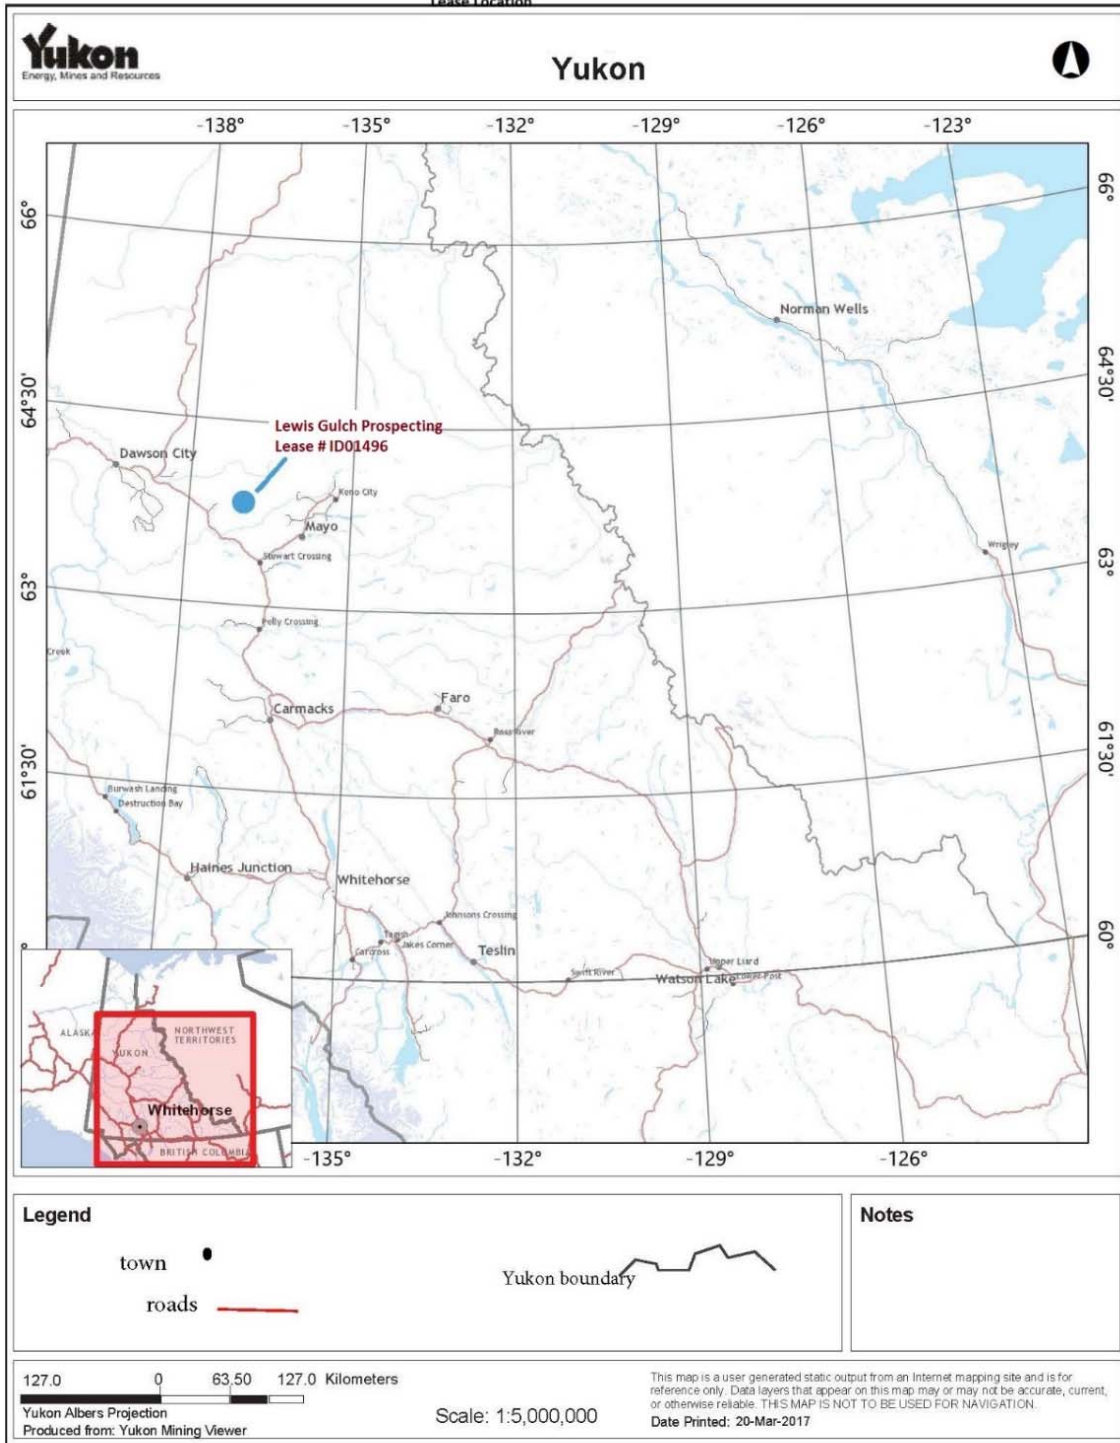 Lease Location
Yukon
Energy, Mines and Resources
Yukon
-138° -135° -132° -129° -126° -123°
66° 66°
Norman Wells
64°30' 64°30'
Lewis Gulch Prospecting
Lease # ID01496
Dawson City
Keno City
Mayo
Stewart Crossing
Wrigley
63° 63°
Pelly Crossing
Creek
Faro
Carmacks
Ross River
61°30' 61°30'
Burwash Landing
Destruction Bay
Haines Junction
Whitehorse
Johnsons Crossing
Tagish
Jakes Corner
Teslin
Carcross
60°
Upper Liard
Swift River
Watson Lake
Lower Post
ALASKA
NORTHWEST
TERRITORIES
YUKON
Whitehorse
BRITISH COLUMBIA
-135° -132° -129° -126°
Legend
town
roads
Yukon boundary
Notes
127.0 0 63.50 127.0 Kilometers
Yukon Albers Projection
Produced from: Yukon Mining Viewer
Scale: 1:5,000,000
This map is a user generated static output from an Internet mapping site and is for
reference only. Data layers that appear on this map may or may not be accurate, current,
or otherwise reliable. THIS MAP IS NOT TO BE USED FOR NAVIGATION.
Date Printed: 20-Mar-2017